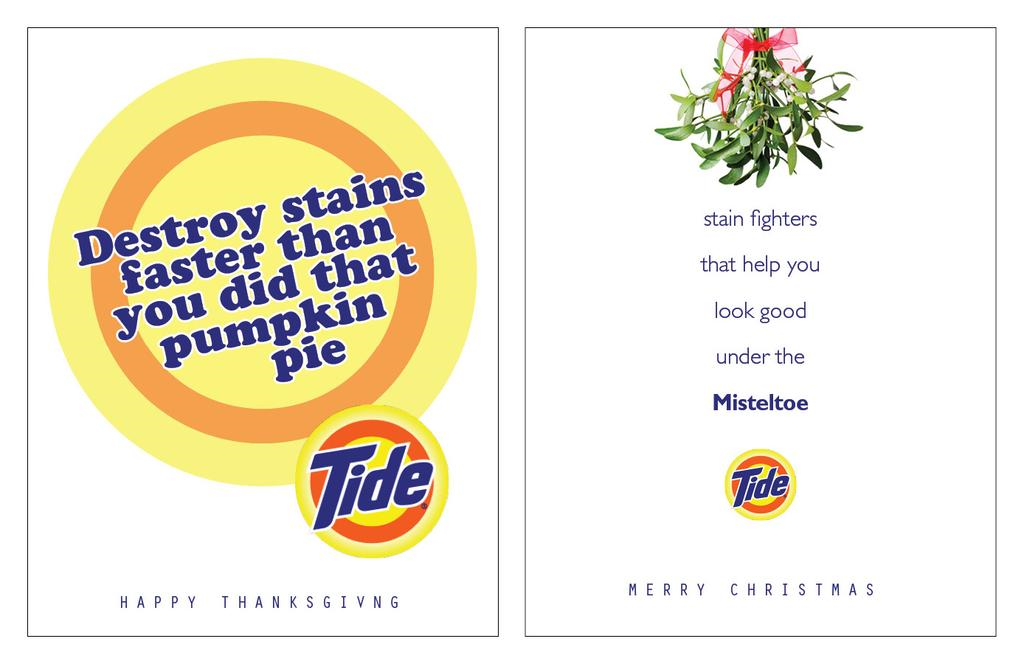 Destroy stains
faster than
you did that
pumpkin
pie
Tide
HAPPY THANKSGIVNG
stain fighters
that help you
look good
under the
Misteltoe
Tide
MERRY CHRISTMAS